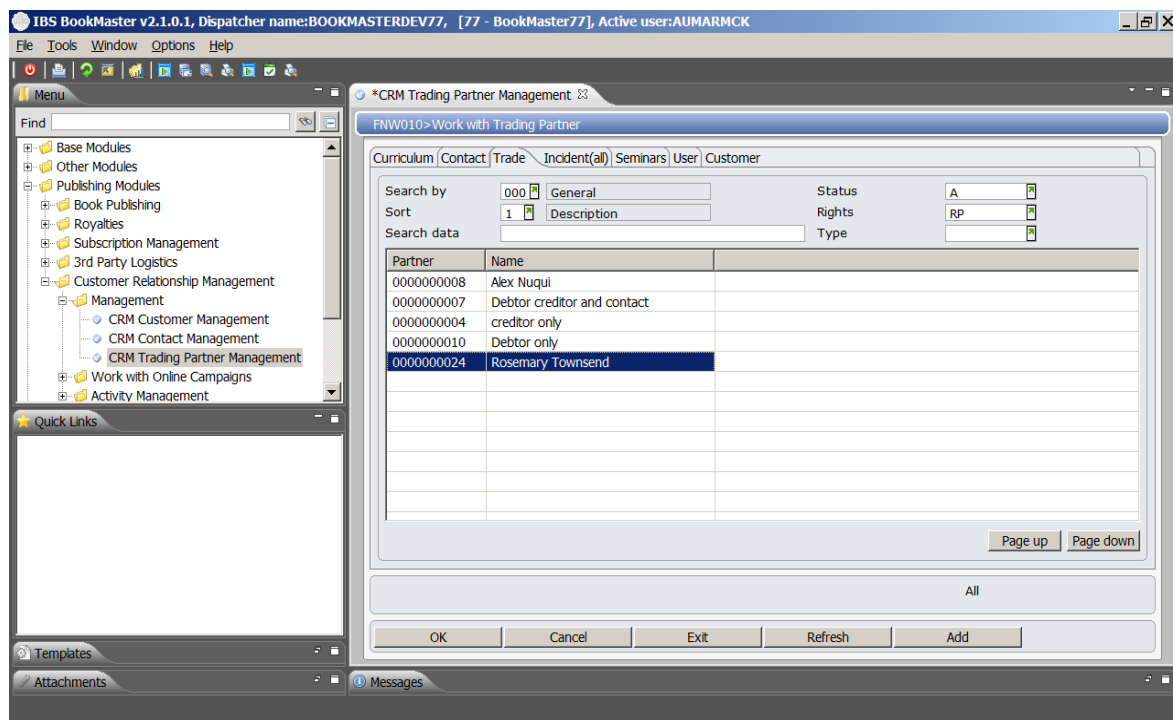 IBS BookMaster v2.1.0.1, Dispatcher name:BOOKMASTERDEV77, [77 - BookMaster77], Active user:AUMARMCK
File Tools Window Options Help
Menu
Find
Base Modules
Other Modules
Publishing Modules
Book Publishing
Royalties
Subscription Management
3rd Party Logistics
Customer Relationship Management
Management
CRM Customer Management
CRM Contact Management
CRM Trading Partner Management
Work with Online Campaigns
Activity Management
Quick Links
Templates
Attachments
*CRM Trading Partner Management
FNW010>Work with Trading Partner
Curriculum Contact Trade Incident(all) Seminars User Customer
Search by 000 General Status A
Sort 1 Description Rights RP
Search data Type
Partner Name
0000000008 Alex Nuqui
0000000007 Debtor creditor and contact
0000000004 creditor only
0000000010 Debtor only
0000000024 Rosemary Townsend
Page up Page down
All
OK Cancel Exit Refresh Add
Messages